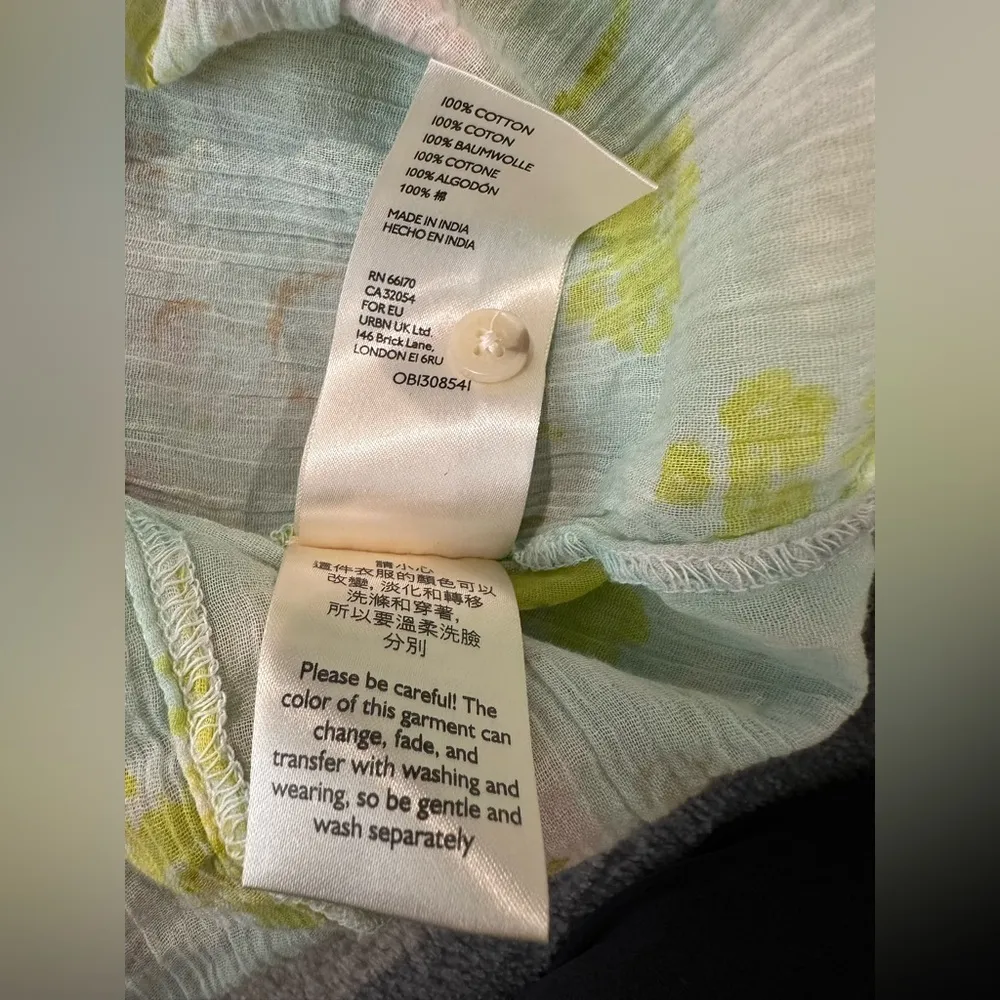 100% COTTON
100% COTON
100% BAUMWOLLE
100% COTONE
100% ALGODÓN
100% 棉
MADE IN INDIA
HECHO EN INDIA
RN 66170
CA 32054
FOR EU
URBN UK Ltd.
146 Brick Lane,
LONDON E1 6RU
OB1308541
請小心
這件衣服的顏色可以
改變, 淡化和轉移
洗滌和穿著,
所以要溫柔洗臉
分別
Please be careful! The
color of this garment can
change, fade, and
transfer with washing and
wearing, so be gentle and
wash separately